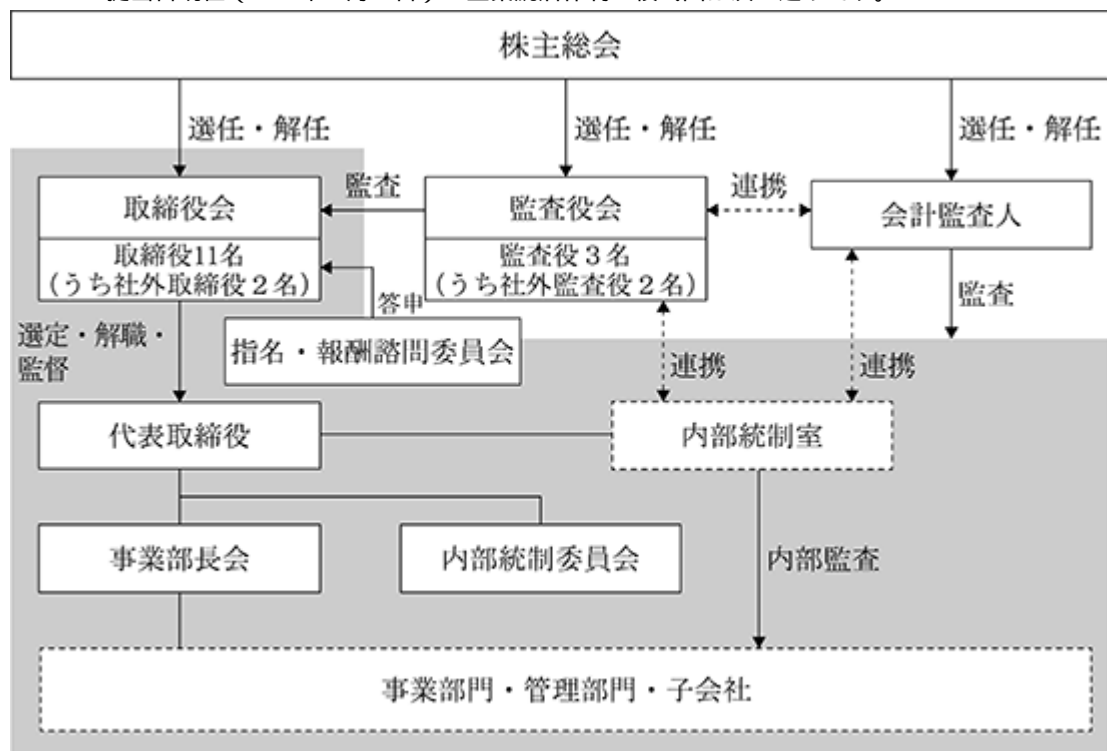 株主総会
選任・解任
選任・解任
選任・解任
取締役会
監査
監査役会
連携
会計監査人
取締役11名
(うち社外取締役２名)
監査役３名
(うち社外監査役２名)
監査
答申
指名・報酬諮問委員会
選定・解職・
監督
連携
連携
代表取締役
内部統制室
事業部長会
内部統制委員会
内部監査
事業部門・管理部門・子会社